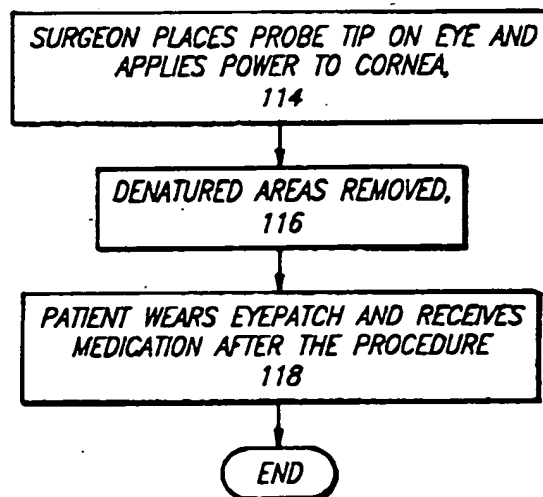 SURGEON PLACES PROBE TIP ON EYE AND
APPLIES POWER TO CORNEA,
114
DENATURED AREAS REMOVED,
116
PATIENT WEARS EYEPATCH AND RECEIVES
MEDICATION AFTER THE PROCEDURE
118
END